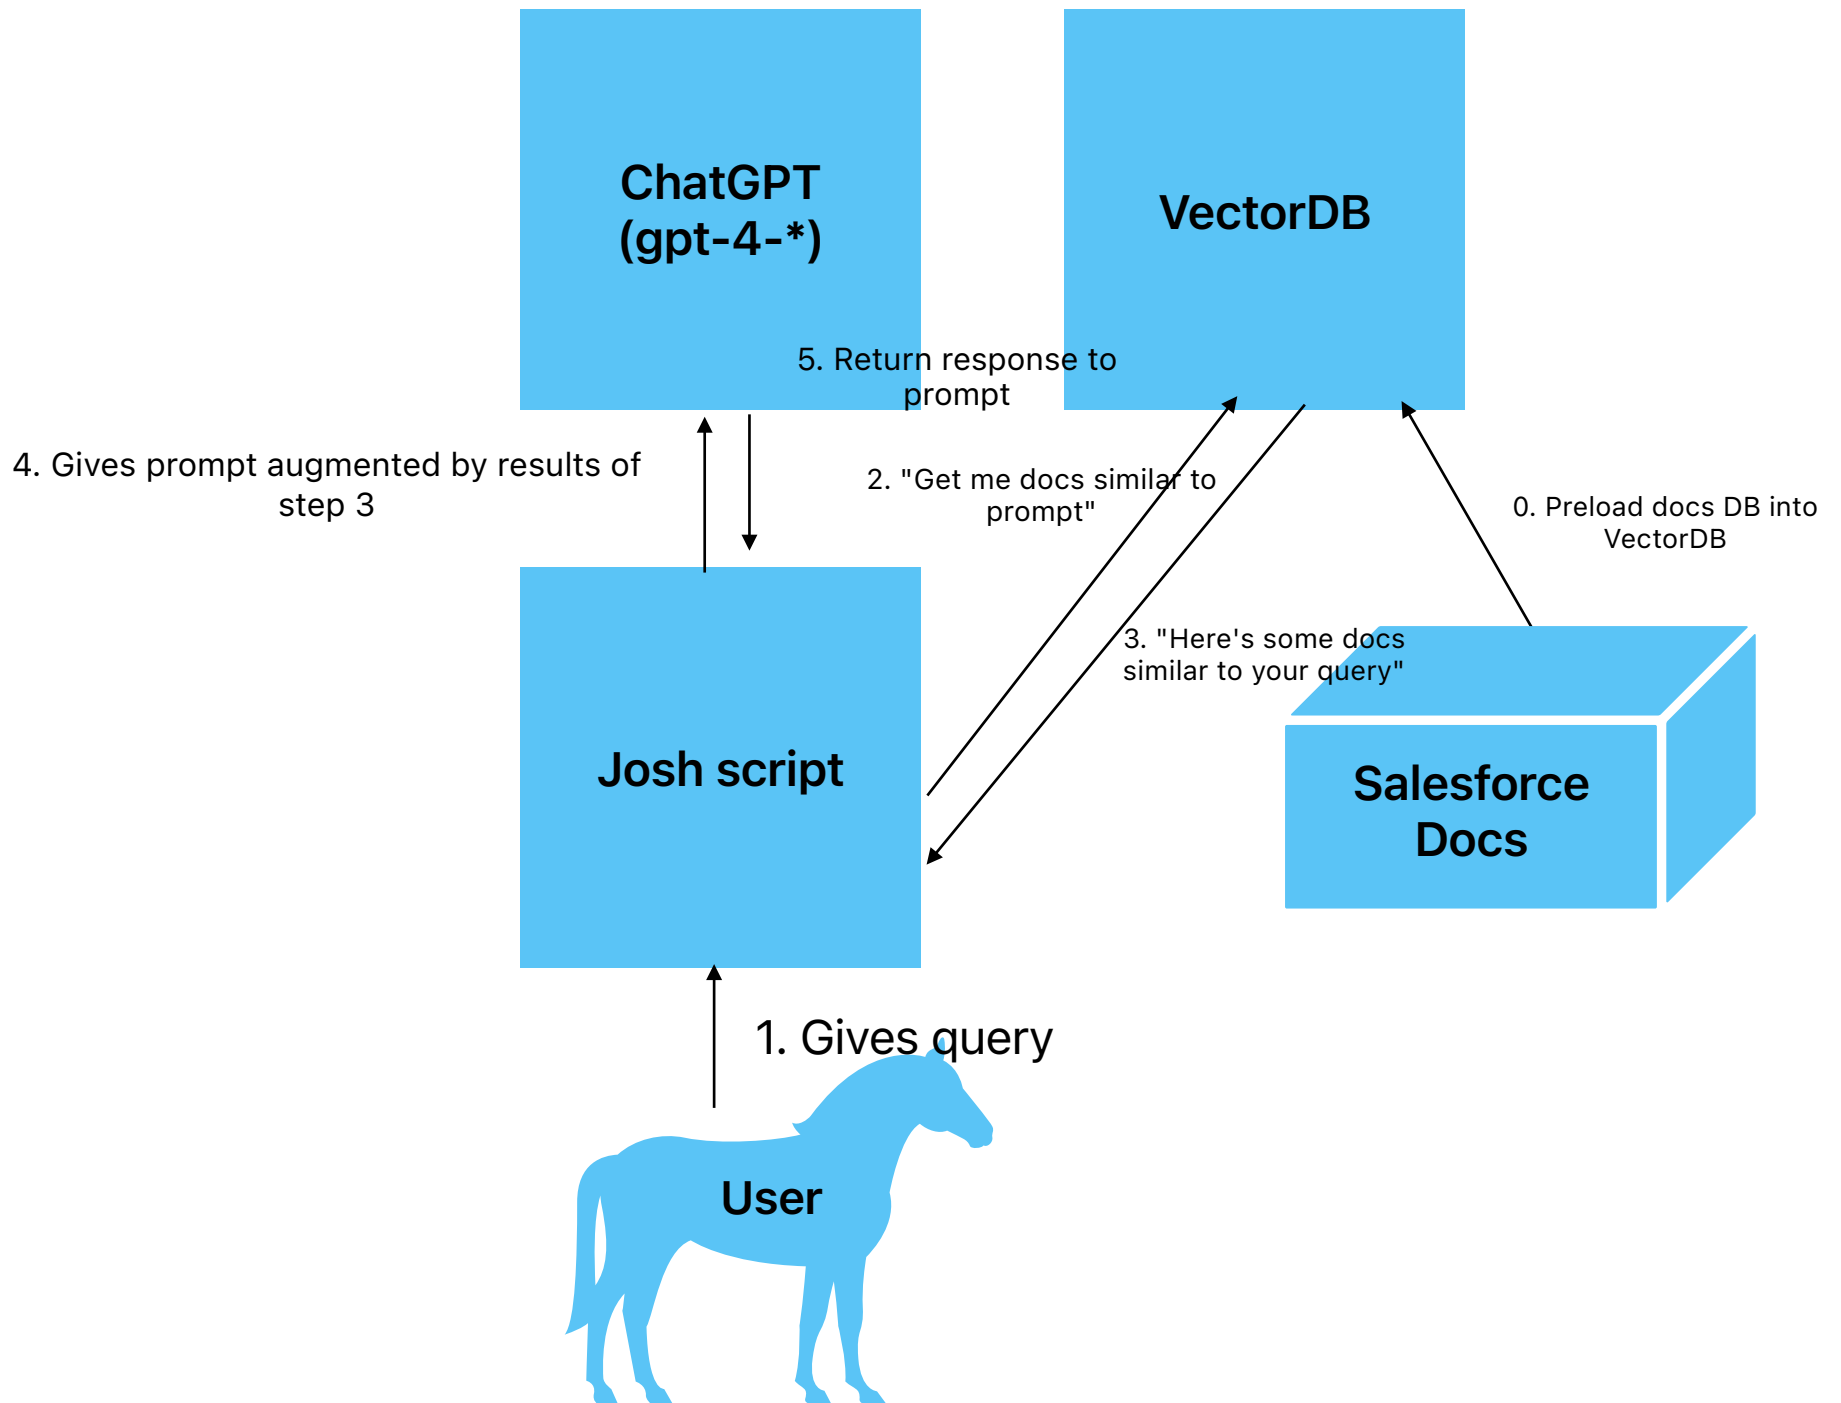 ChatGPT
(gpt-4-*)
VectorDB
5. Return response to
prompt
4. Gives prompt augmented by results of
step 3
2. "Get me docs similar to
prompt"
0. Preload docs DB into
VectorDB
3. "Here's some docs
similar to your query"
Josh script
Salesforce
Docs
1. Gives query
User